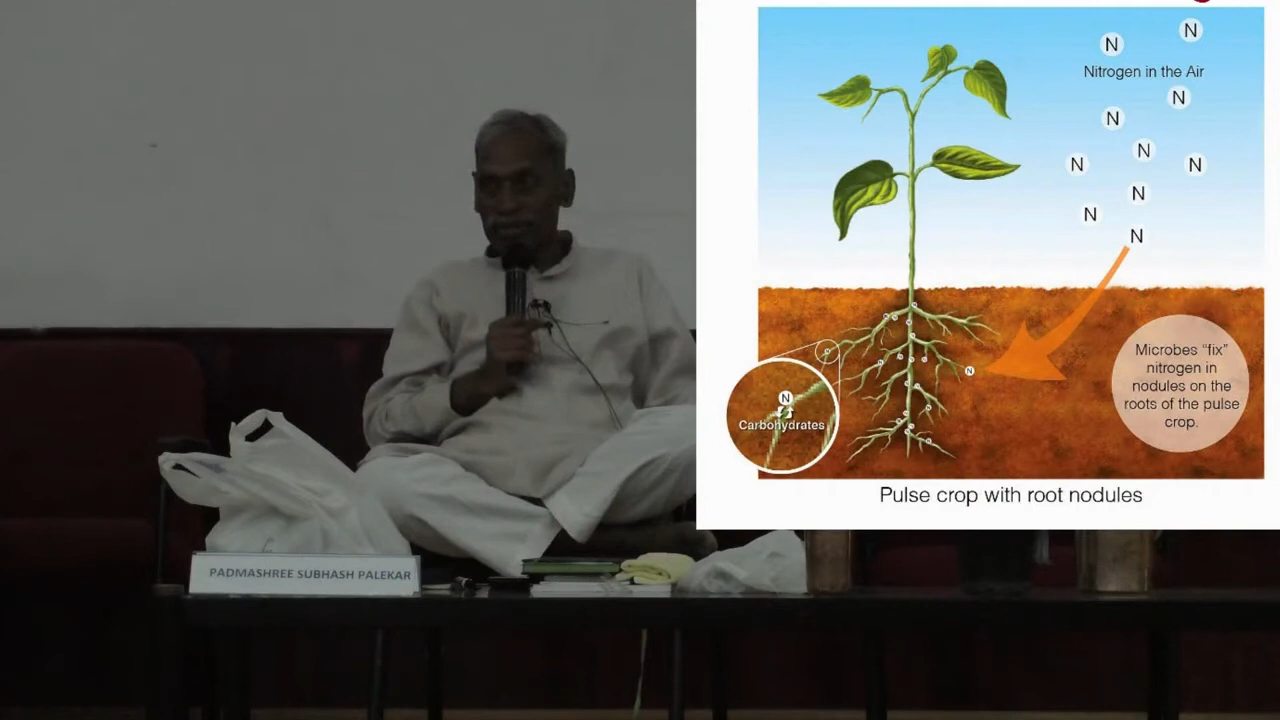 PADMASHREE SUBHASH PALEKAR
N
N
Nitrogen in the Air
N
N
N
N
N
N
N
N
Microbes “fix”
nitrogen in
nodules on the
roots of the pulse
crop.
N
N
Carbohydrates
Pulse crop with root nodules